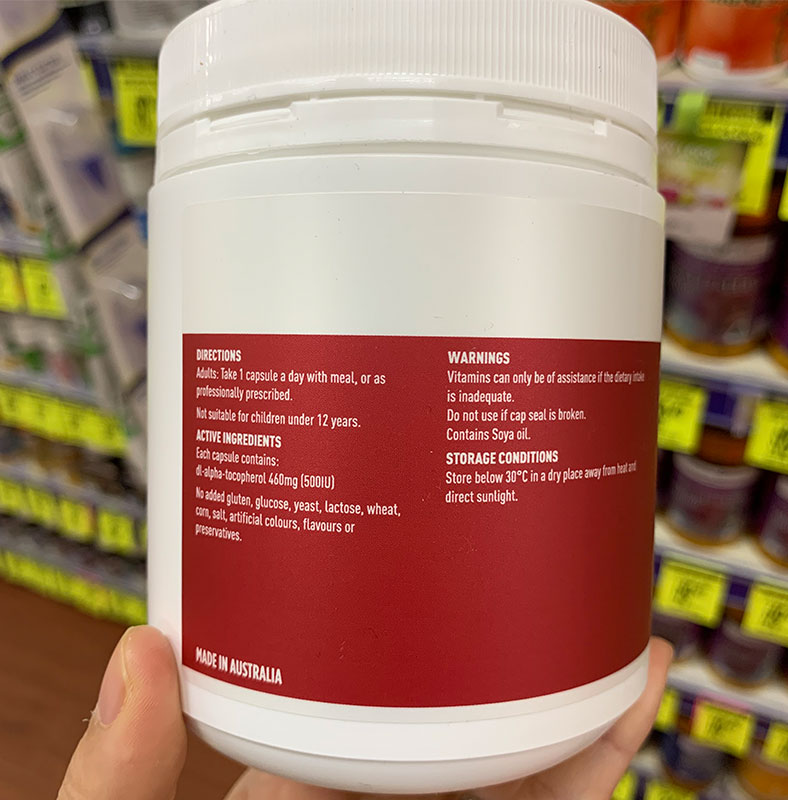 DIRECTIONS
Adults: Take 1 capsule a day with meal, or as
professionally prescribed.
Not suitable for children under 12 years.
ACTIVE INGREDIENTS
Each capsule contains:
dl-alpha-tocopherol 460mg (500IU)
No added gluten, glucose, yeast, lactose, wheat,
corn, salt, artificial colours, flavours or
preservatives.
MADE IN AUSTRALIA
WARNINGS
Vitamins can only be of assistance if the dietary intake
is inadequate.
Do not use if cap seal is broken.
Contains Soya oil.
STORAGE CONDITIONS
Store below 30°C in a dry place away from heat and
direct sunlight.